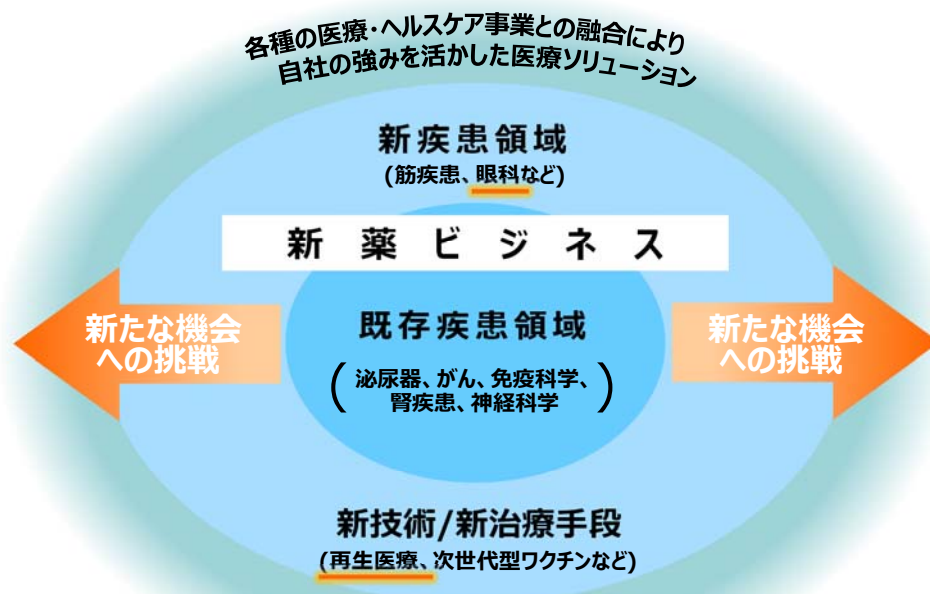 各種の医療・ヘルスケア事業との融合により
自社の強みを活かした医療ソリューション
新疾患領域
(筋疾患、眼科など)
新薬ビジネス
新たな機会
への挑戦
既存疾患領域
(泌尿器、がん、免疫科学、
腎疾患、神経科学)
新たな機会
への挑戦
新技術/新治療手段
(再生医療、次世代型ワクチンなど)